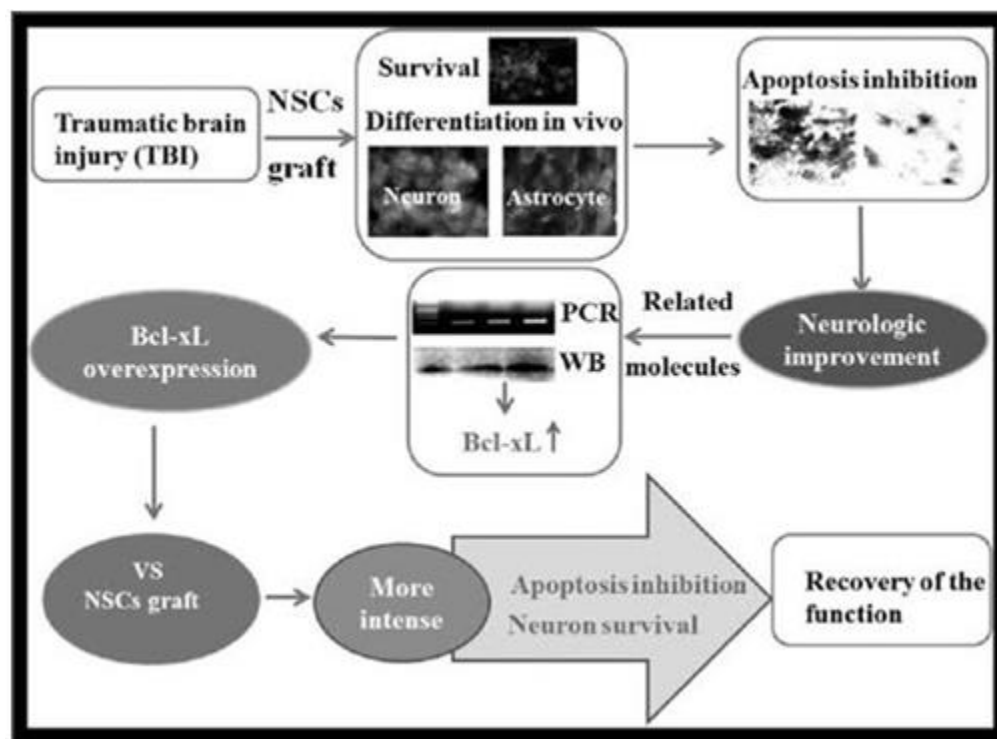 Traumatic brain
injury (TBI)
NSCs
graft
Survival
Differentiation in vivo
Neuron
Astrocyte
Apoptosis inhibition
Neurologic
improvement
Related
molecules
PCR
WB
Bcl-xL ↑
Bcl-xL
overexpression
VS
NSCs graft
More
intense
Apoptosis inhibition
Neuron survival
Recovery of the
function